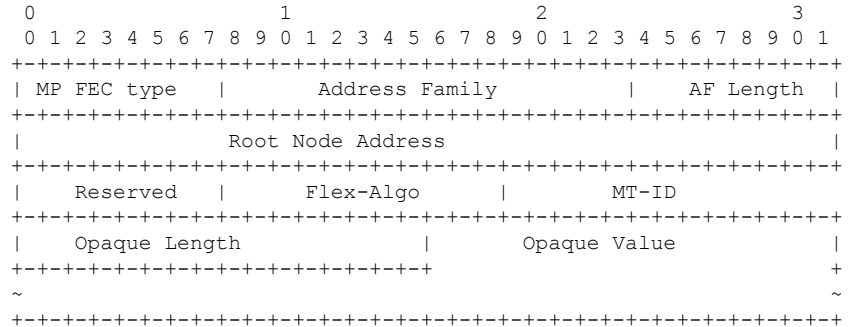 0                   1                   2                   3
 0 1 2 3 4 5 6 7 8 9 0 1 2 3 4 5 6 7 8 9 0 1 2 3 4 5 6 7 8 9 0 1
+-+-+-+-+-+-+-+-+-+-+-+-+-+-+-+-+-+-+-+-+-+-+-+-+-+-+-+-+-+-+-+-+
| MP FEC type   |       Address Family          |    AF Length  |
+-+-+-+-+-+-+-+-+-+-+-+-+-+-+-+-+-+-+-+-+-+-+-+-+-+-+-+-+-+-+-+-+
|                Root Node Address                              |
+-+-+-+-+-+-+-+-+-+-+-+-+-+-+-+-+-+-+-+-+-+-+-+-+-+-+-+-+-+-+-+-+
|    Reserved   |      Flex-Algo      |        MT-ID
+-+-+-+-+-+-+-+-+-+-+-+-+-+-+-+-+-+-+-+-+-+-+-+-+-+-+-+-+-+-+-+-+
|    Opaque Length              |       Opaque Value            |
+-+-+-+-+-+-+-+-+-+-+-+-+-+-+-+-+                               +
~                                                               ~
+-+-+-+-+-+-+-+-+-+-+-+-+-+-+-+-+-+-+-+-+-+-+-+-+-+-+-+-+-+-+-+-+